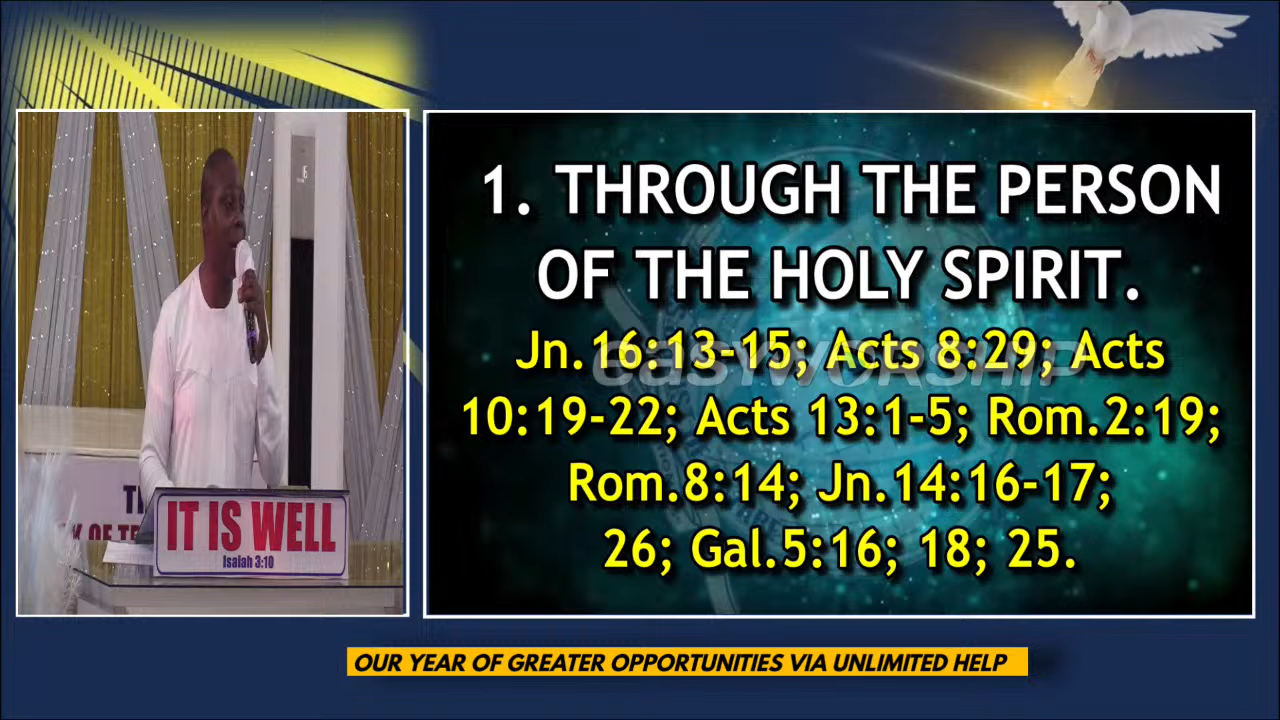 1. THROUGH THE PERSON
OF THE HOLY SPIRIT.
Jn.16:13-15; Acts 8:29; Acts
10:19-22; Acts 13:1-5; Rom.2:19;
Rom.8:14; Jn.14:16-17;
26; Gal.5:16; 18; 25.
easyworship
IT IS WELL
Isaiah 3:10
OUR YEAR OF GREATER OPPORTUNITIES VIA UNLIMITED HELP